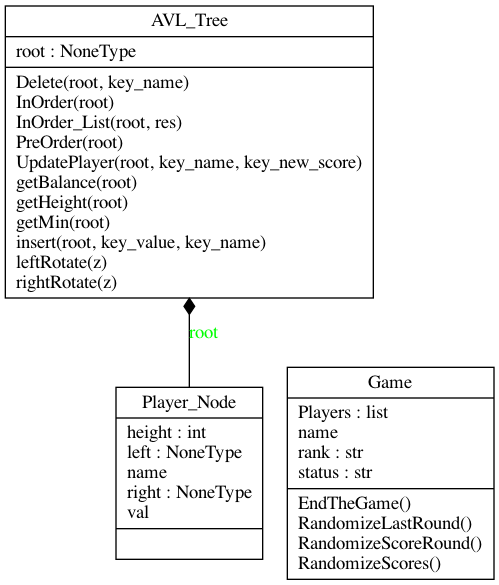 AVL_Tree
root : NoneType
Delete(root, key_name)
InOrder(root)
InOrder_List(root, res)
PreOrder(root)
UpdatePlayer(root, key_name, key_new_score)
getBalance(root)
getHeight(root)
getMin(root)
insert(root, key_value, key_name)
leftRotate(z)
rightRotate(z)
root
Player_Node
height : int
left : NoneType
name
right : NoneType
val
Game
Players : list
name
rank : str
status : str
EndTheGame()
RandomizeLastRound()
RandomizeScoreRound()
RandomizeScores()